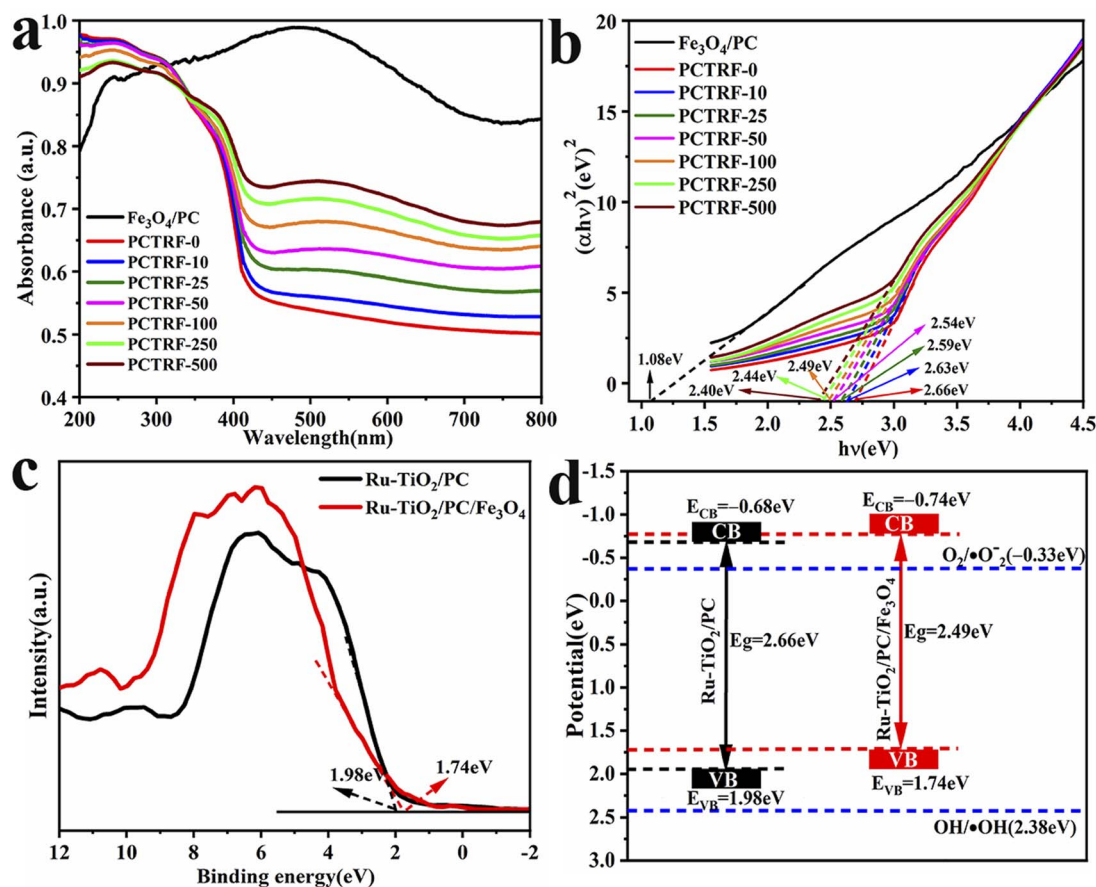 a
1.0
0.9
0.8
0.7
0.6
0.5
0.4
Absorbance (a.u.)
Fe₃O₄/PC
PCTRF-0
PCTRF-10
PCTRF-25
PCTRF-50
PCTRF-100
PCTRF-250
PCTRF-500
200 300 400 500 600 700 800
Wavelength(nm)
b
20
15
10
5
0
(αhν)²(eV)²
Fe₃O₄/PC
PCTRF-0
PCTRF-10
PCTRF-25
PCTRF-50
PCTRF-100
PCTRF-250
PCTRF-500
1.08eV
2.40eV
2.44eV
2.49eV
2.54eV
2.59eV
2.63eV
2.66eV
1.0 1.5 2.0 2.5 3.0 3.5 4.0 4.5
hν(eV)
c
Intensity(a.u.)
Ru-TiO₂/PC
Ru-TiO₂/PC/Fe₃O₄
1.98eV
1.74eV
12 10 8 6 4 2 0 -2
Binding energy(eV)
d
-1.5
-1.0
-0.5
0.0
0.5
1.0
1.5
2.0
2.5
3.0
Potential(eV)
E_CB=−0.68eV
CB
Ru-TiO₂/PC
Eg=2.66eV
VB
E_VB=1.98eV
E_CB=−0.74eV
CB
Ru-TiO₂/PC/Fe₃O₄
Eg=2.49eV
VB
E_VB=1.74eV
O₂/•O⁻₂(−0.33eV)
OH/•OH(2.38eV)